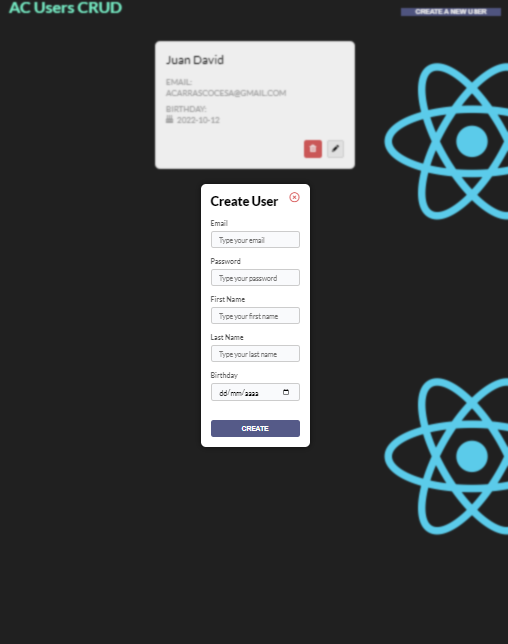 AC Users CRUD
CREATE A NEW USER
Juan David
EMAIL:
ACARRASCOCESA@GMAIL.COM
BIRTHDAY:
2022-10-12
Create User
Email
Type your email
Password
Type your password
First Name
Type your first name
Last Name
Type your last name
Birthday
dd/mm/aaaa
CREATE